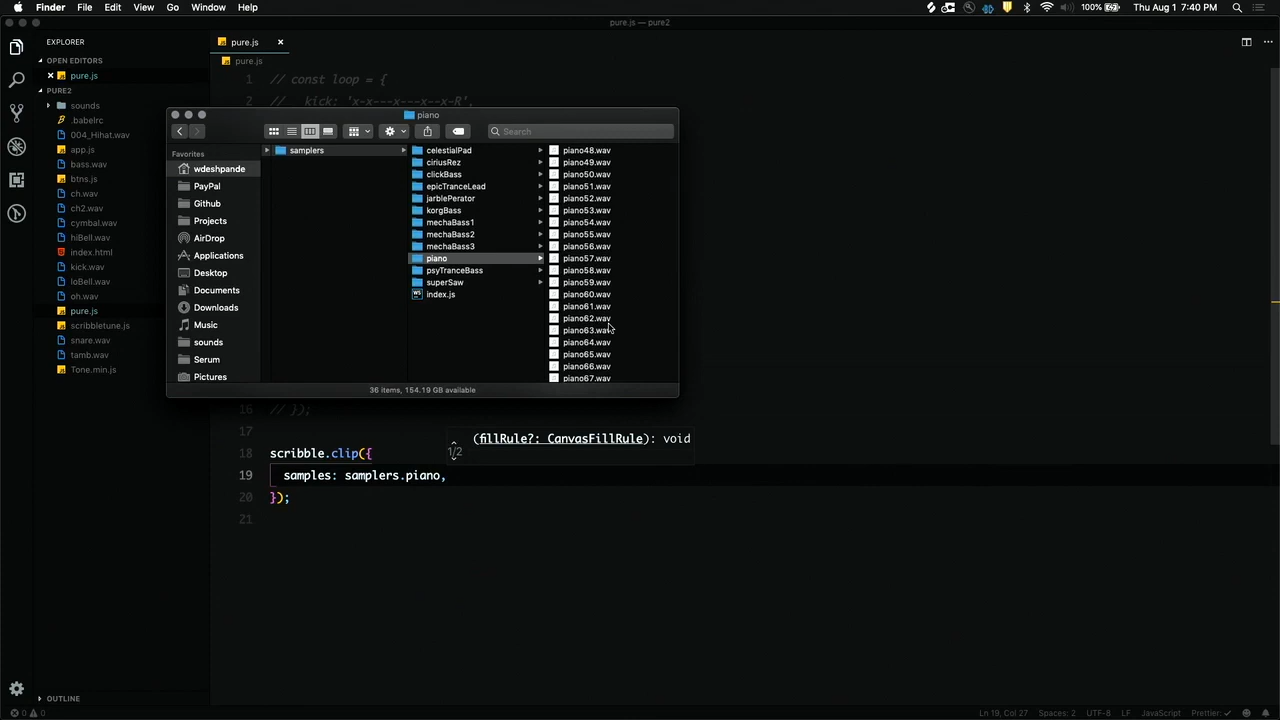 Finder File Edit View Go Window Help
100% Thu Aug 1 7:40 PM
pure.js — pure2
EXPLORER
OPEN EDITORS
pure.js
PURE2
sounds
.babelrc
004_Hihat.wav
app.js
bass.wav
btns.js
ch.wav
ch2.wav
cymbal.wav
hiBell.wav
index.html
kick.wav
loBell.wav
oh.wav
pure.js
scribbletune.js
snare.wav
tamb.wav
Tone.min.js
OUTLINE
0 0
pure.js
pure.js
1 // const loop = {
2 //   kick: 'x-x---x---x--x-R',
piano
Search
Favorites
wdeshpande
PayPal
Github
Projects
AirDrop
Applications
Desktop
Documents
Downloads
Music
sounds
Serum
Pictures
samplers
celestialPad
ciriusRez
clickBass
epicTranceLead
jarblePerator
korgBass
mechaBass1
mechaBass2
mechaBass3
piano
psyTranceBass
superSaw
index.js
piano48.wav
piano49.wav
piano50.wav
piano51.wav
piano52.wav
piano53.wav
piano54.wav
piano55.wav
piano56.wav
piano57.wav
piano58.wav
piano59.wav
piano60.wav
piano61.wav
piano62.wav
piano63.wav
piano64.wav
piano65.wav
piano66.wav
piano67.wav
36 items, 154.19 GB available
16 // });
17
(fillRule?: CanvasFillRule): void
1/2
18 scribble.clip({
19   samples: samplers.piano,
20 });
21
Ln 19, Col 27 Spaces: 2 UTF-8 LF JavaScript Prettier: ✓